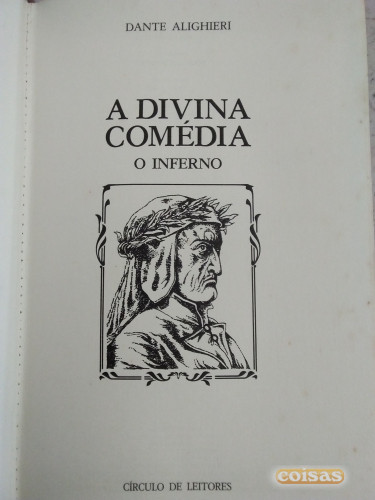 DANTE ALIGHIERI
A DIVINA
COMÉDIA
O INFERNO
CÍRCULO DE LEITORES
coisas